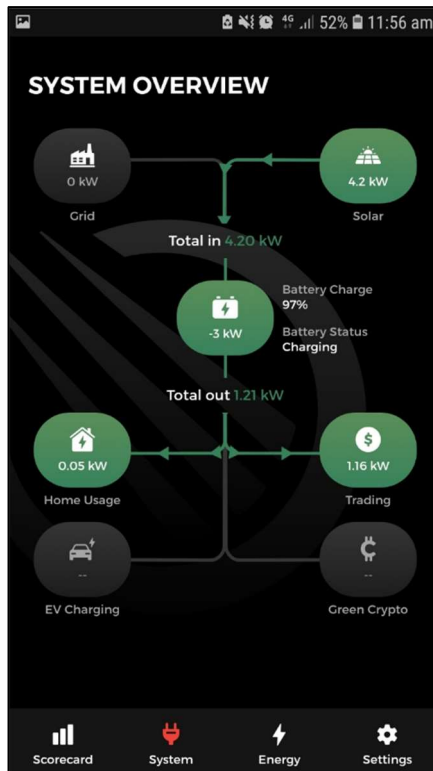 4G 52% 11:56 am
SYSTEM OVERVIEW
0 kW
4.2 kW
Grid
Solar
Total in 4.20 kW
Battery Charge
97%
-3 kW
Battery Status
Charging
Total out 1.21 kW
0.05 kW
1.16 kW
Home Usage
Trading
--
--
EV Charging
Green Crypto
Scorecard
System
Energy
Settings